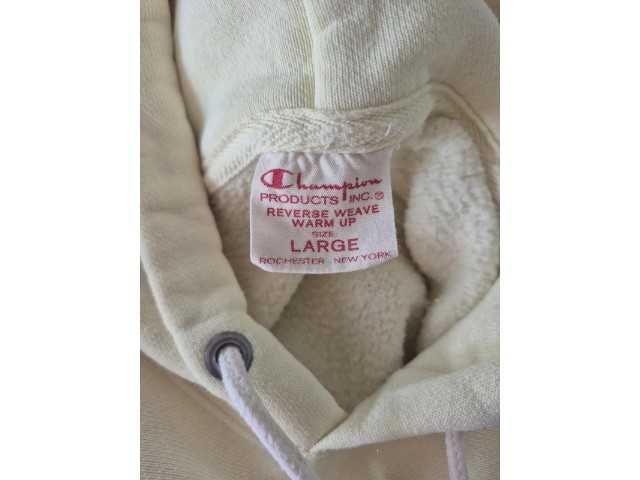 Champion
PRODUCTS INC.®
REVERSE WEAVE
WARM UP
SIZE:
LARGE
ROCHESTER, NEW YORK